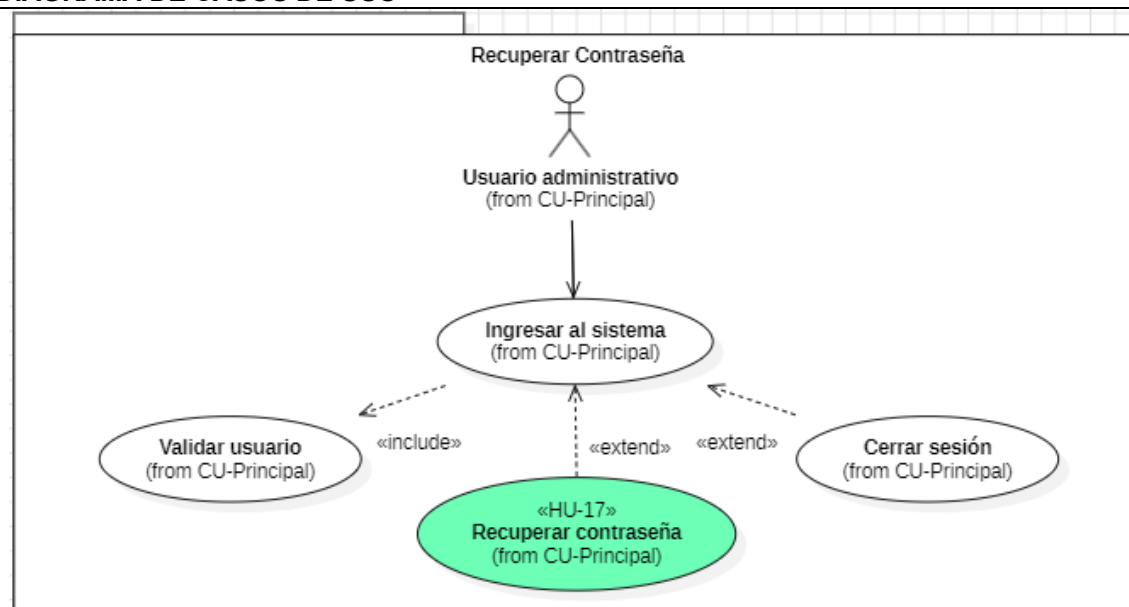 Recuperar Contraseña
Usuario administrativo
(from CU-Principal)
Ingresar al sistema
(from CU-Principal)
Validar usuario
(from CU-Principal)
«include»
«extend»
«extend»
Cerrar sesión
(from CU-Principal)
«HU-17»
Recuperar contraseña
(from CU-Principal)